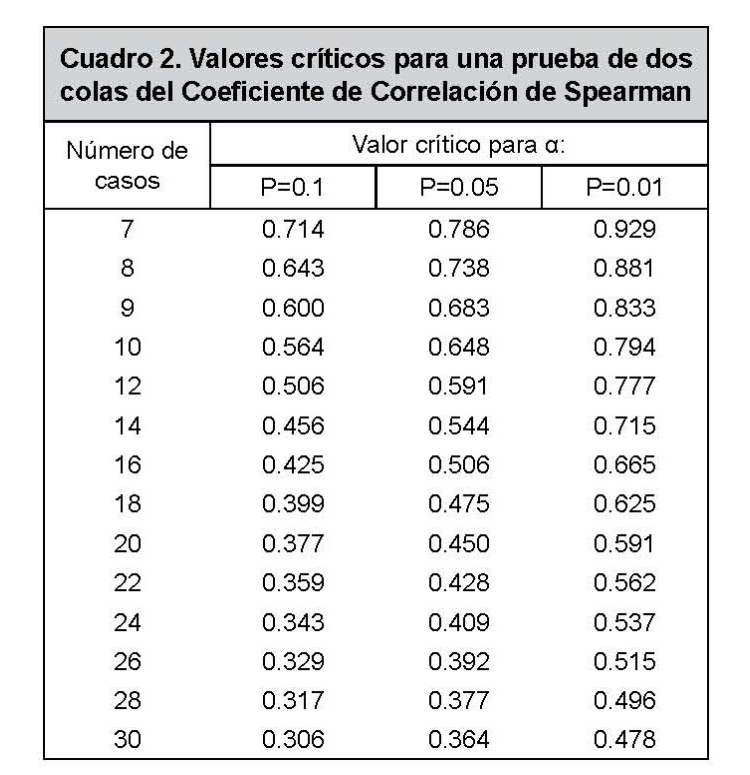 Cuadro 2. Valores críticos para una prueba de dos
colas del Coeficiente de Correlación de Spearman
Número de
casos
Valor crítico para α:
P=0.1 P=0.05 P=0.01
7 0.714 0.786 0.929
8 0.643 0.738 0.881
9 0.600 0.683 0.833
10 0.564 0.648 0.794
12 0.506 0.591 0.777
14 0.456 0.544 0.715
16 0.425 0.506 0.665
18 0.399 0.475 0.625
20 0.377 0.450 0.591
22 0.359 0.428 0.562
24 0.343 0.409 0.537
26 0.329 0.392 0.515
28 0.317 0.377 0.496
30 0.306 0.364 0.478